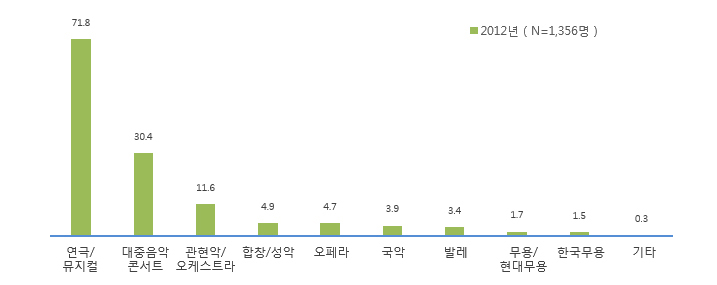 71.8
2012년 ( N=1,356명 )
30.4
11.6
4.9
4.7
3.9
3.4
1.7
1.5
0.3
연극/
뮤지컬
대중음악
콘서트
관현악/
오케스트라
합창/성악
오페라
국악
발레
무용/
현대무용
한국무용
기타